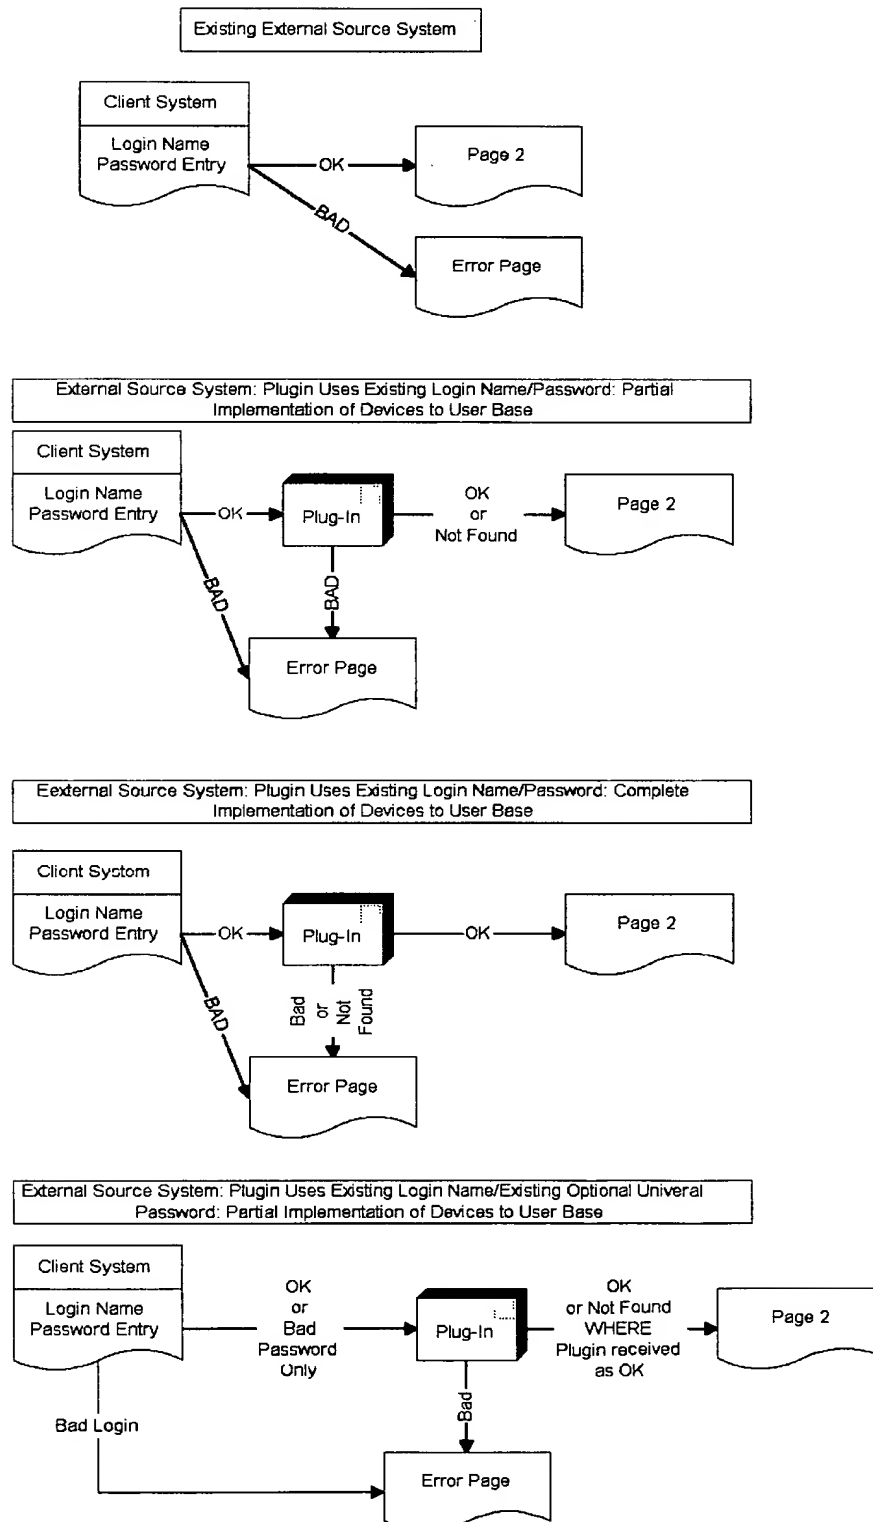 Existing External Source System
Client System
Login Name
Password Entry
OK
Page 2
BAD
Error Page
External Source System: Plugin Uses Existing Login Name/Password: Partial
Implementation of Devices to User Base
Client System
Login Name
Password Entry
OK
Plug-In
OK
or
Not Found
Page 2
BAD
BAD
Error Page
Eexternal Source System: Plugin Uses Existing Login Name/Password: Complete
Implementation of Devices to User Base
Client System
Login Name
Password Entry
OK
Plug-In
OK
Page 2
BAD
Bad
or
Not
Found
Error Page
External Source System: Plugin Uses Existing Login Name/Existing Optional Univeral
Password: Partial Implementation of Devices to User Base
Client System
Login Name
Password Entry
OK
or
Bad
Password
Only
Plug-In
OK
or Not Found
WHERE
Plugin received
as OK
Page 2
Bad Login
Bad
Error Page